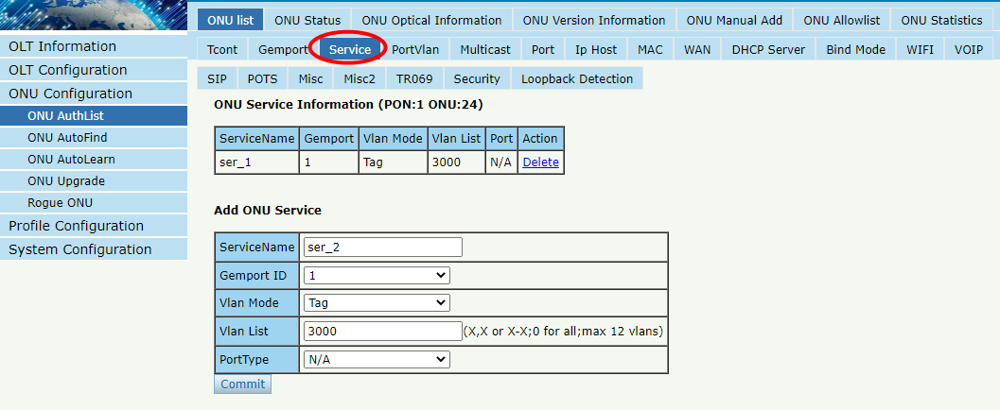 ONU list ONU Status ONU Optical Information ONU Version Information ONU Manual Add ONU Allowlist ONU Statistics
OLT Information
OLT Configuration
ONU Configuration
ONU AuthList
ONU AutoFind
ONU AutoLearn
ONU Upgrade
Rogue ONU
Profile Configuration
System Configuration
Tcont Gemport Service PortVlan Multicast Port Ip Host MAC WAN DHCP Server Bind Mode WIFI VOIP
SIP POTS Misc Misc2 TR069 Security Loopback Detection
ONU Service Information (PON:1 ONU:24)
ServiceName Gemport Vlan Mode Vlan List Port Action
ser_1 1 Tag 3000 N/A Delete
Add ONU Service
ServiceName ser_2
Gemport ID 1
Vlan Mode Tag
Vlan List 3000 (X,X or X-X;0 for all;max 12 vlans)
PortType N/A
Commit